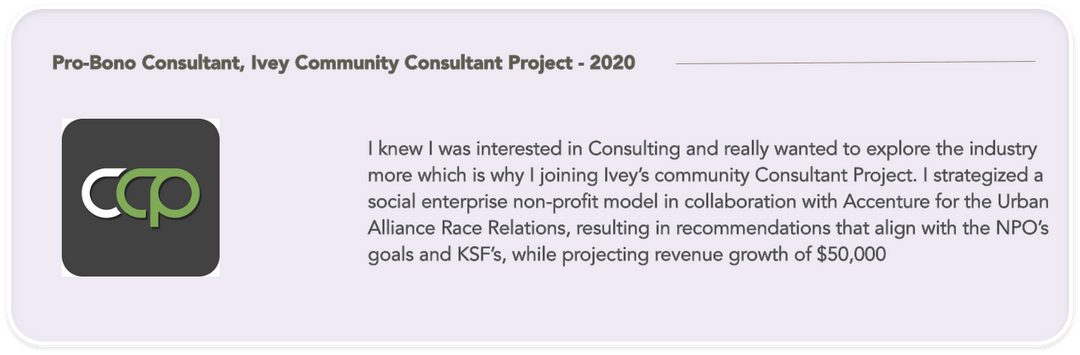 Pro-Bono Consultant, Ivey Community Consultant Project - 2020
ccp
I knew I was interested in Consulting and really wanted to explore the industry
more which is why I joining Ivey's community Consultant Project. I strategized a
social enterprise non-profit model in collaboration with Accenture for the Urban
Alliance Race Relations, resulting in recommendations that align with the NPO's
goals and KSF's, while projecting revenue growth of $50,000